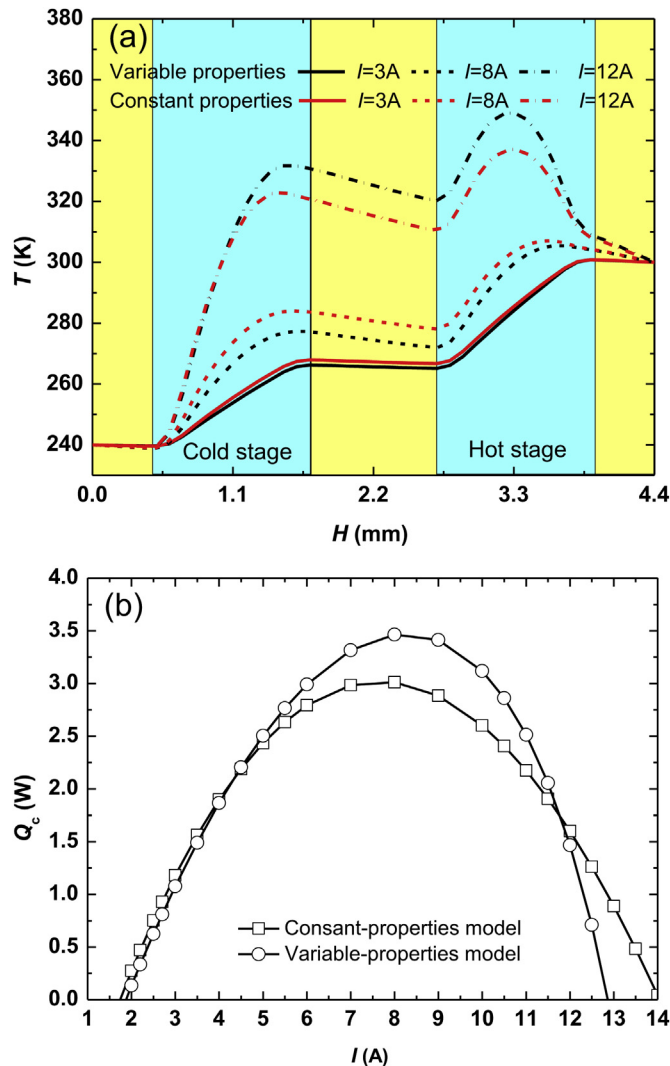 (a)
Variable properties I=3A I=8A I=12A
Constant properties I=3A I=8A I=12A
380
360
340
320
300
280
260
240
T (K)
Cold stage
Hot stage
0.0 1.1 2.2 3.3 4.4
H (mm)
(b)
4.0
3.5
3.0
2.5
2.0
1.5
1.0
0.5
0.0
Qc (W)
Consant-properties model
Variable-properties model
1 2 3 4 5 6 7 8 9 10 11 12 13 14
I (A)